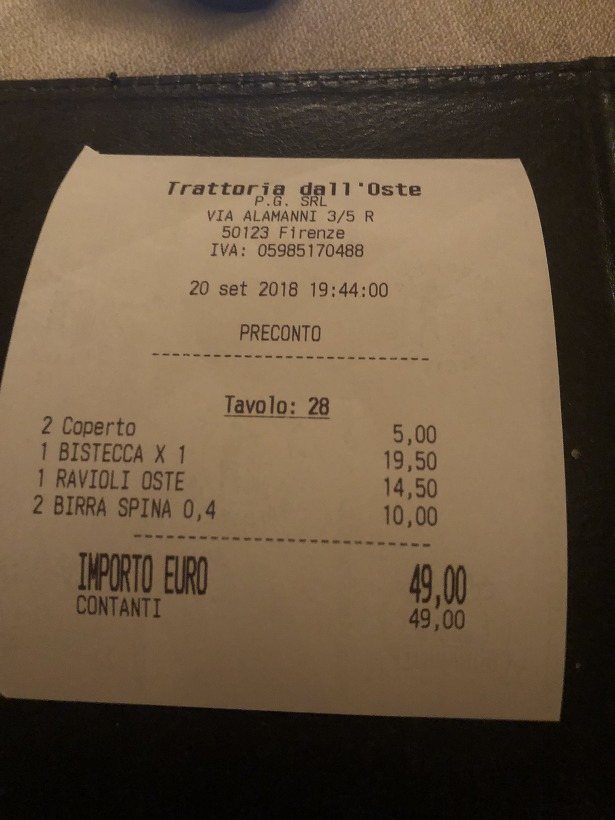 Trattoria dall'Oste
P.G. SRL
VIA ALAMANNI 3/5 R
50123 Firenze
IVA: 05985170488
20 set 2018 19:44:00
PRECONTO
--------------------------------
Tavolo: 28
2 Coperto 5,00
1 BISTECCA X 1 19,50
1 RAVIOLI OSTE 14,50
2 BIRRA SPINA 0,4 10,00
--------------------------------
IMPORTO EURO 49,00
CONTANTI 49,00